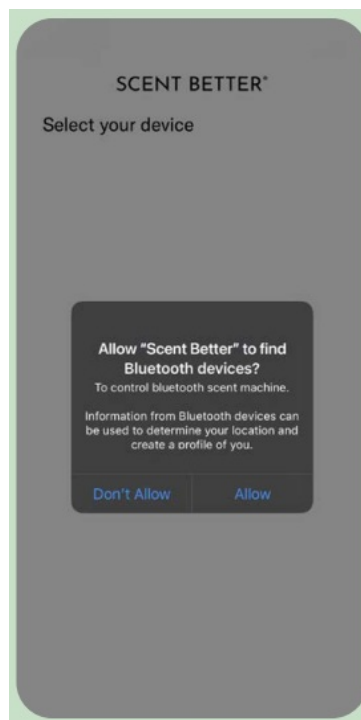 SCENT BETTER®
Select your device
Allow "Scent Better" to find
Bluetooth devices?
To control bluetooth scent machine.
Information from Bluetooth devices can
be used to determine your location and
create a profile of you.
Don't Allow
Allow